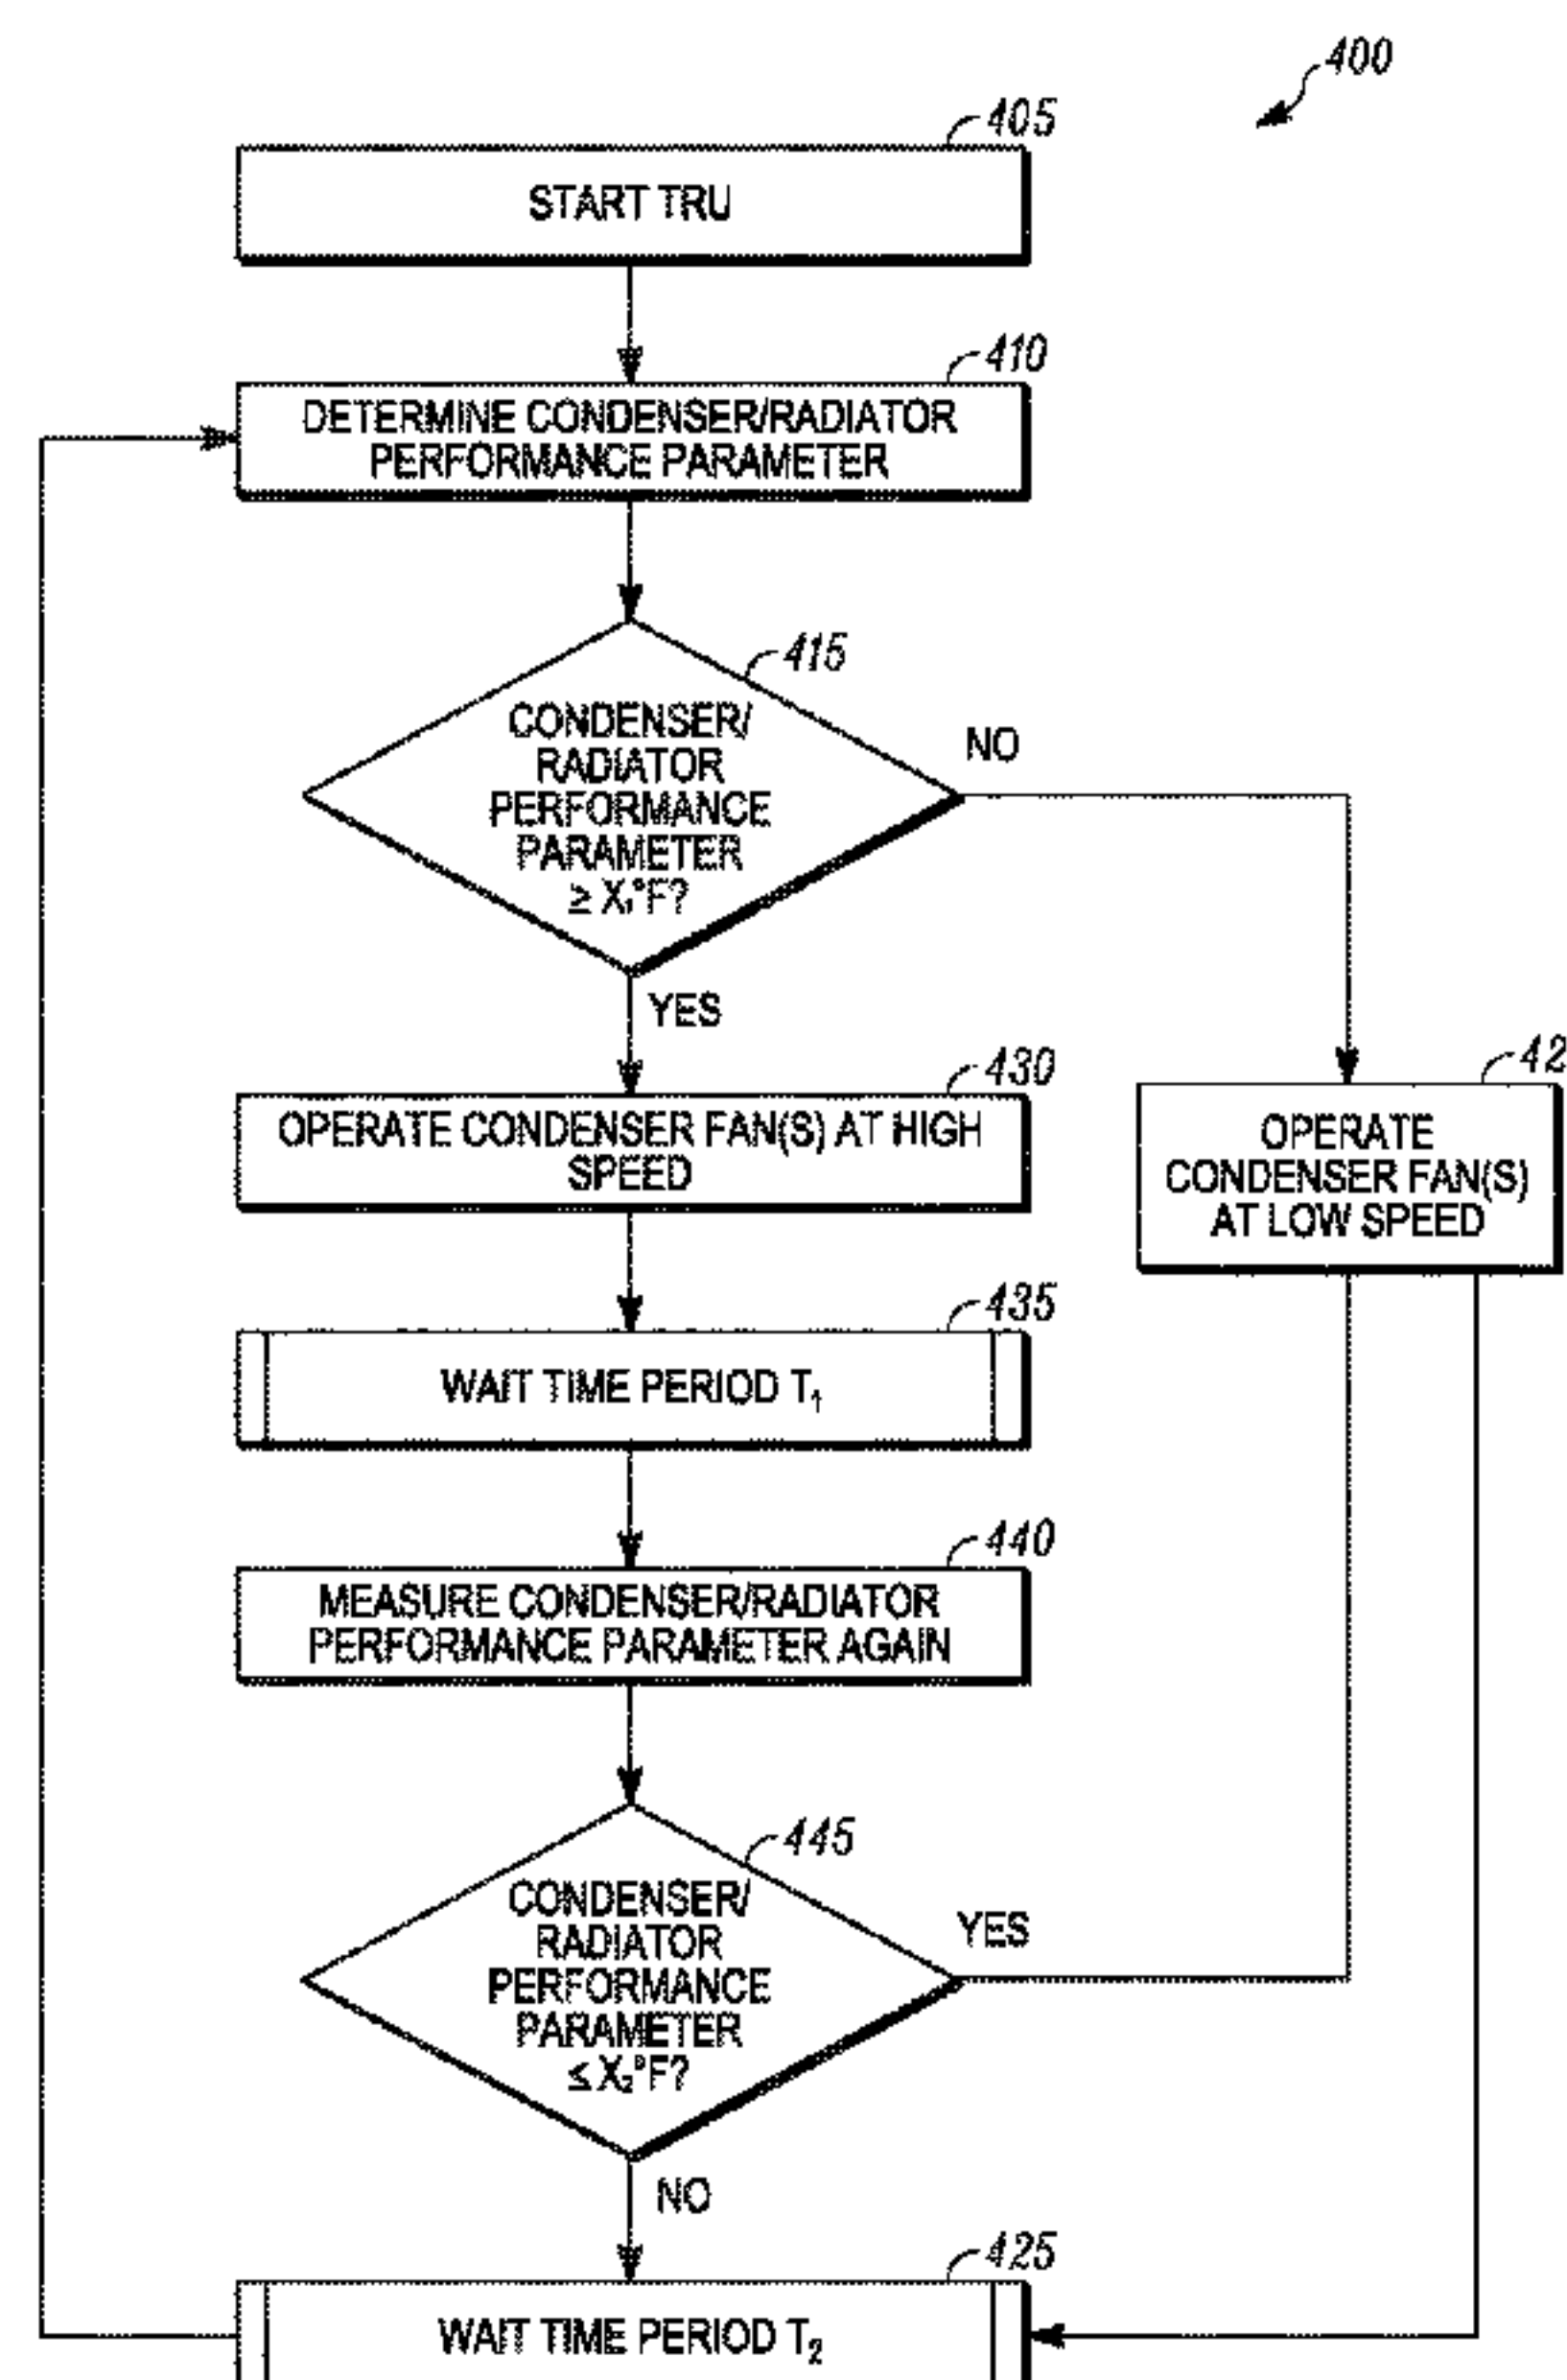 400
405
START TRU
410
DETERMINE CONDENSER/RADIATOR
PERFORMANCE PARAMETER
415
CONDENSER/
RADIATOR
PERFORMANCE
PARAMETER
≥ X₁°F?
NO
YES
430
OPERATE CONDENSER FAN(S) AT HIGH
SPEED
42
OPERATE
CONDENSER FAN(S)
AT LOW SPEED
435
WAIT TIME PERIOD T₁
440
MEASURE CONDENSER/RADIATOR
PERFORMANCE PARAMETER AGAIN
445
CONDENSER/
RADIATOR
PERFORMANCE
PARAMETER
≤ X₂°F?
YES
NO
425
WAIT TIME PERIOD T₂